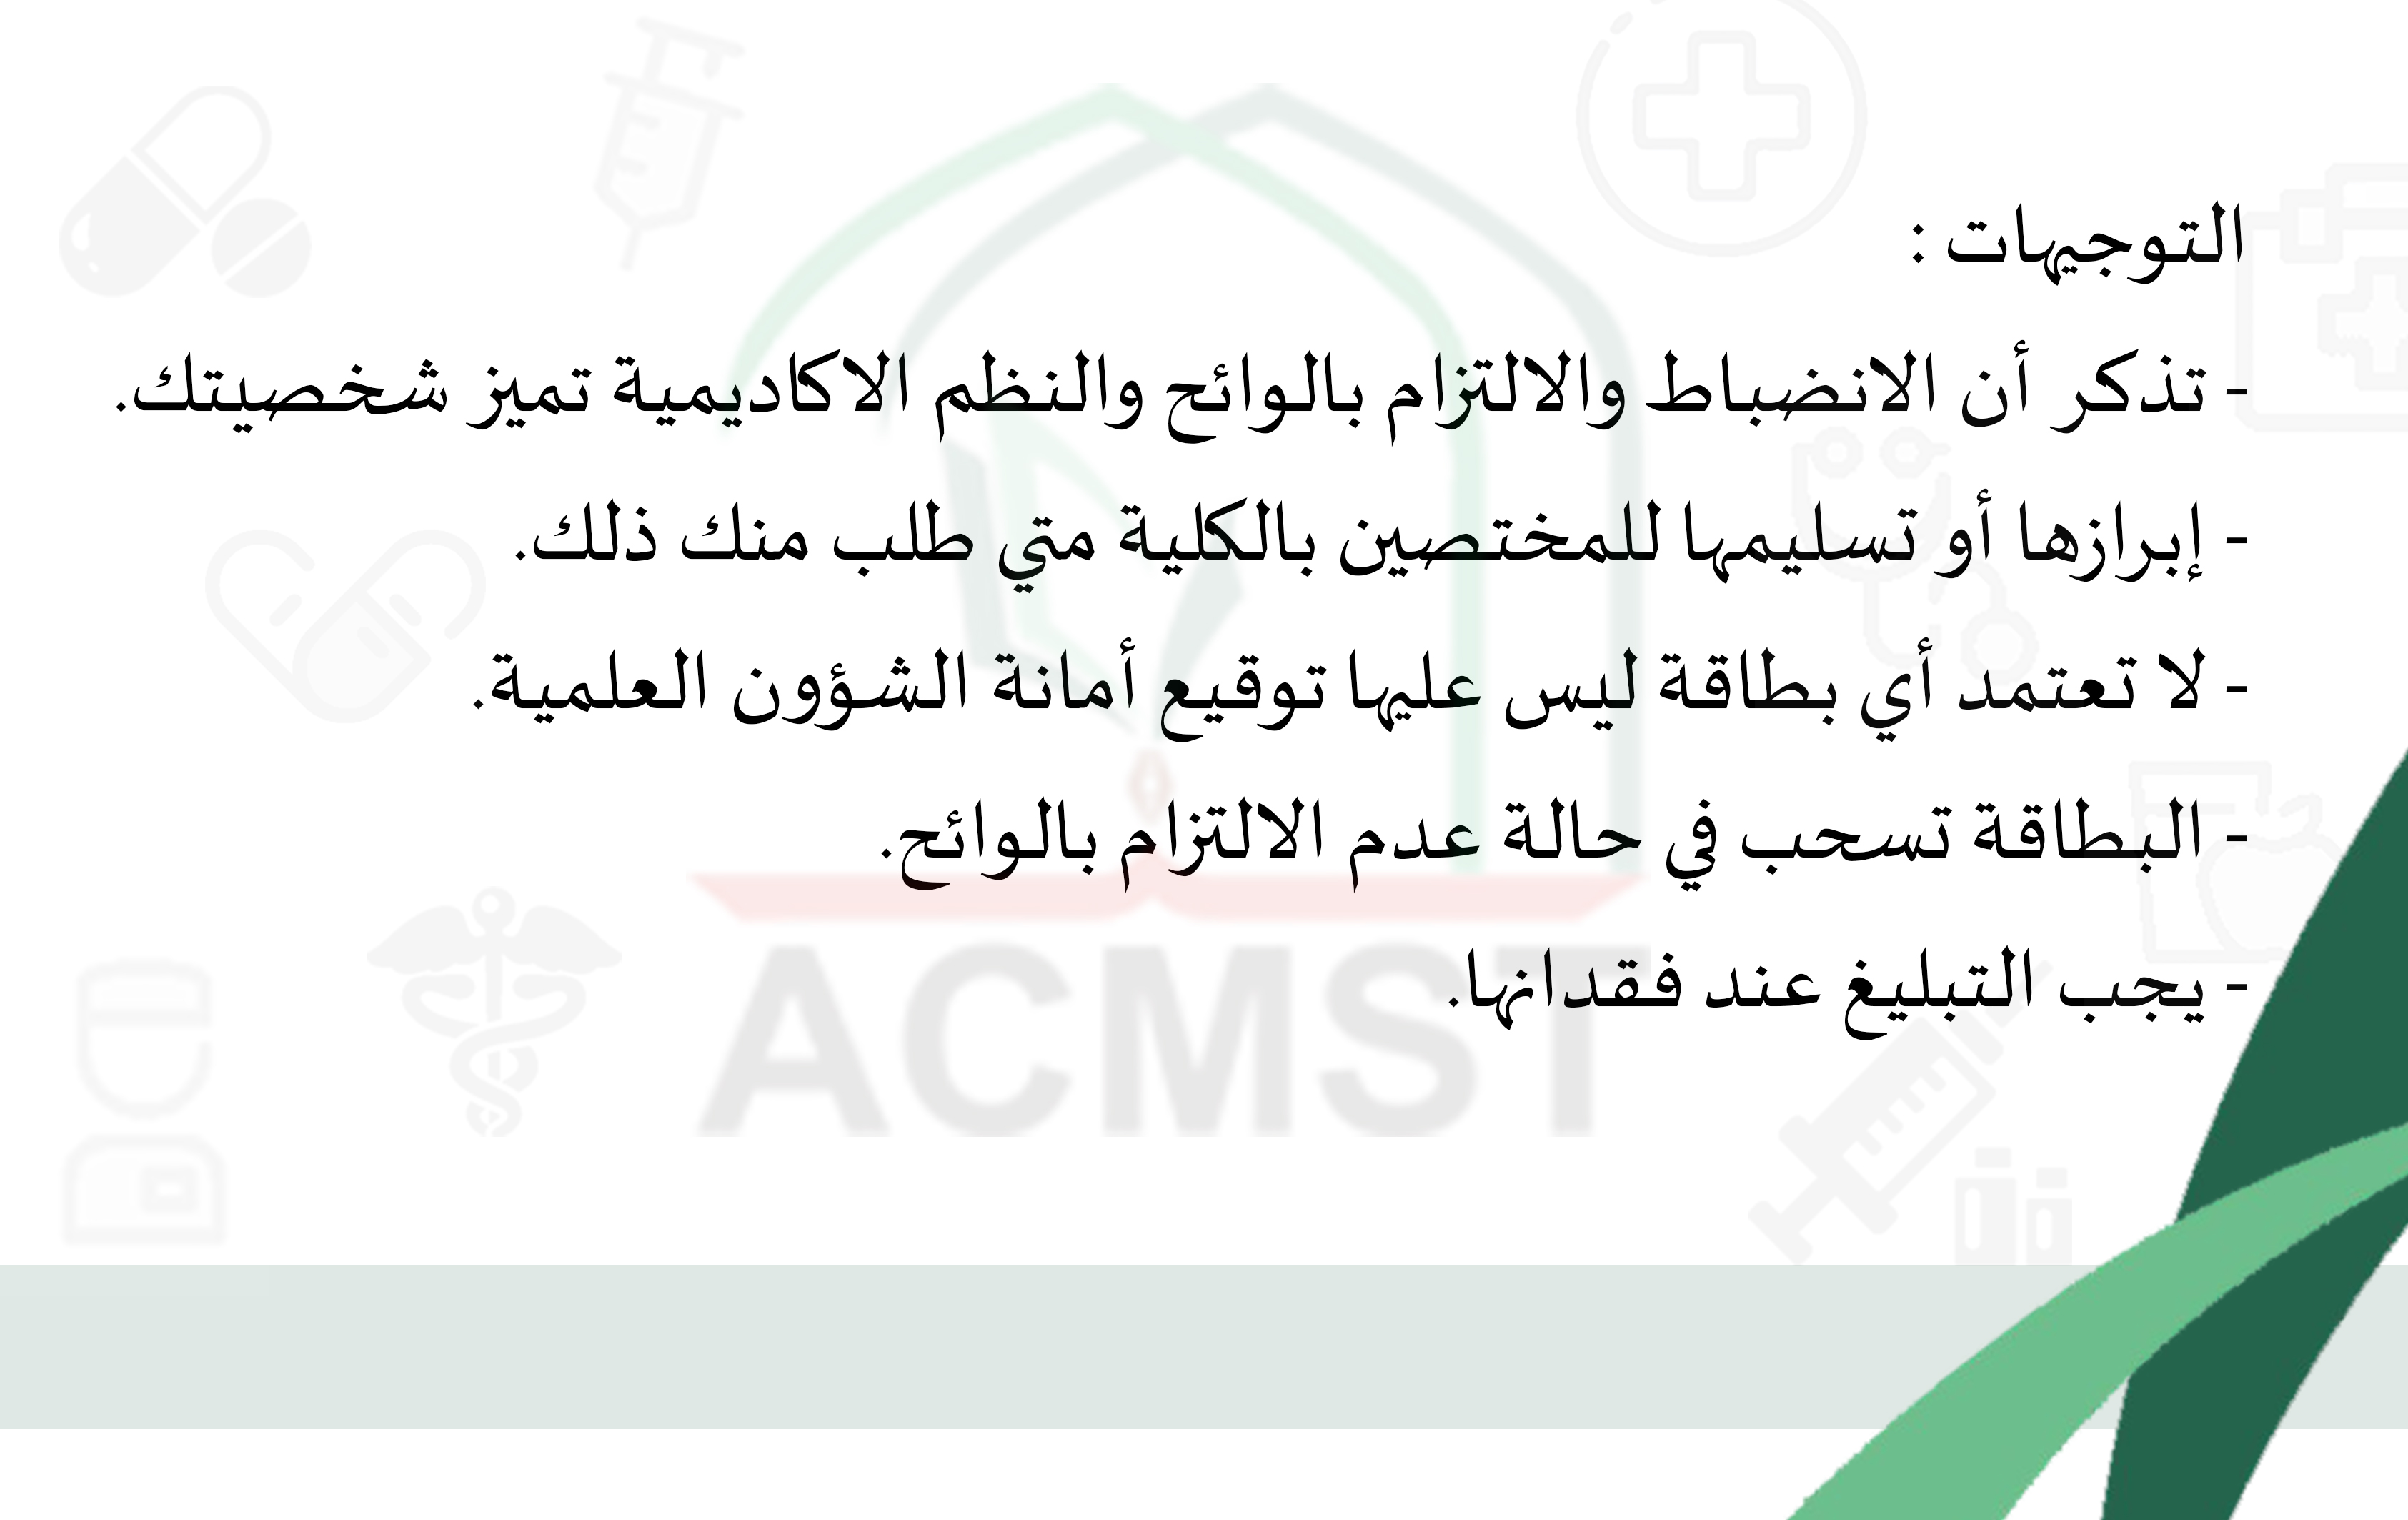 التوجيهات :
- تذكر أن الانضباط والالتزام بالوائح والنظم الاكاديمية تميز شخصيتك.
- إبرازها أو تسليمها للمختصين بالكلية متي طلب منك ذلك.
- لا تعتمد أي بطاقة ليس عليها توقيع أمانة الشؤون العلمية.
- البطاقة تسحب في حالة عدم الالتزام بالوائح.
- يجب التبليغ عند فقدانها.
ACMST